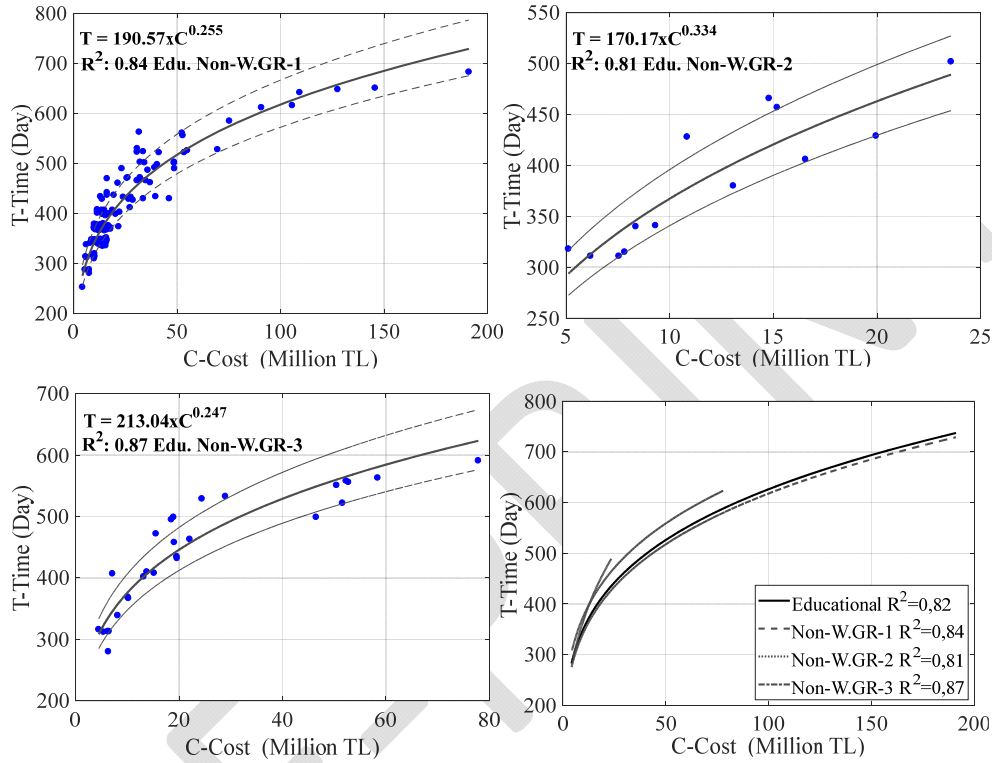 T = 190.57xC^0.255
R²: 0.84 Edu. Non-W.GR-1
800
700
600
500
400
300
200
0
50
100
150
200
T-Time (Day)
C-Cost (Million TL)
T = 170.17xC^0.334
R²: 0.81 Edu. Non-W.GR-2
550
500
450
400
350
300
250
5
10
15
20
25
T-Time (Day)
C-Cost (Million TL)
T = 213.04xC^0.247
R²: 0.87 Edu. Non-W.GR-3
700
600
500
400
300
200
0
20
40
60
80
T-Time (Day)
C-Cost (Million TL)
800
700
600
500
400
300
200
0
50
100
150
200
T-Time (Day)
C-Cost (Million TL)
Educational R²=0,82
Non-W.GR-1 R²=0,84
Non-W.GR-2 R²=0,81
Non-W.GR-3 R²=0,87